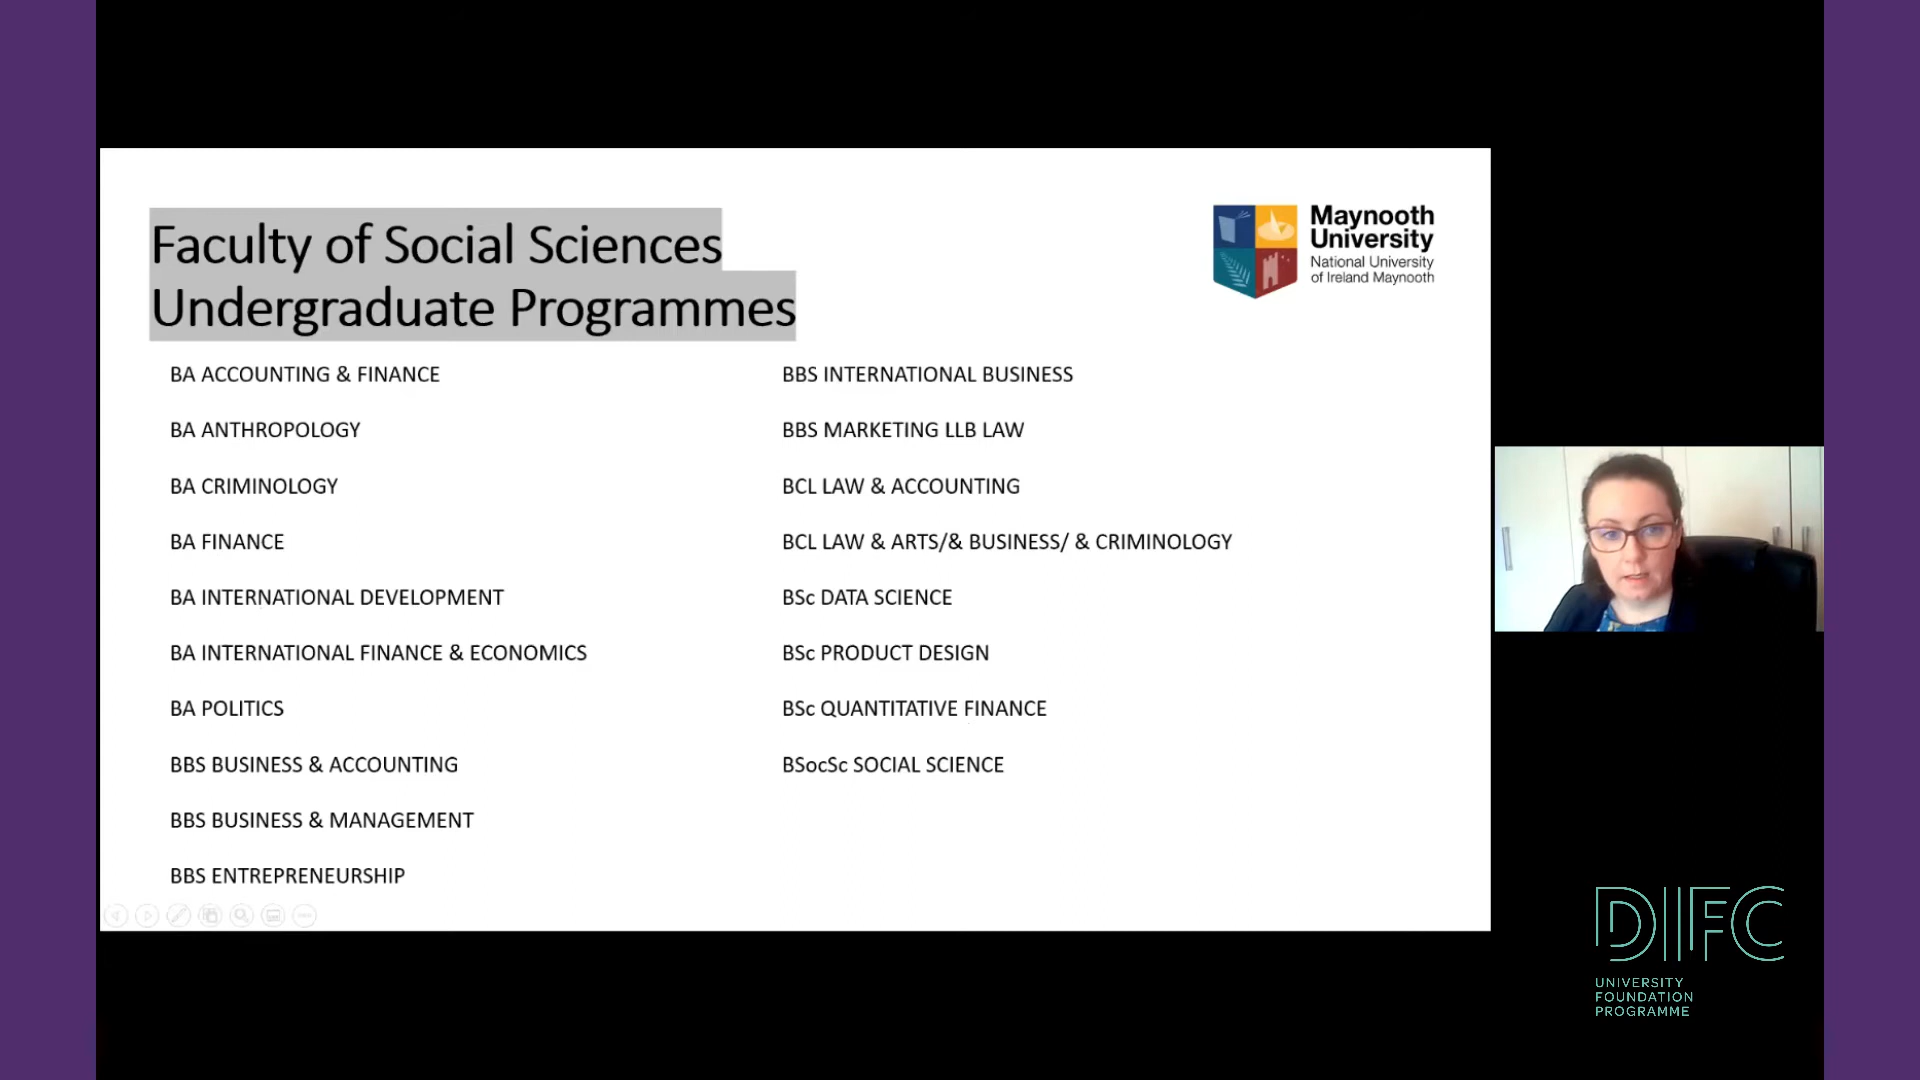 Faculty of Social Sciences
Undergraduate Programmes
Maynooth
University
National University
of Ireland Maynooth
BA ACCOUNTING & FINANCE
BA ANTHROPOLOGY
BA CRIMINOLOGY
BA FINANCE
BA INTERNATIONAL DEVELOPMENT
BA INTERNATIONAL FINANCE & ECONOMICS
BA POLITICS
BBS BUSINESS & ACCOUNTING
BBS BUSINESS & MANAGEMENT
BBS ENTREPRENEURSHIP
BBS INTERNATIONAL BUSINESS
BBS MARKETING LLB LAW
BCL LAW & ACCOUNTING
BCL LAW & ARTS/& BUSINESS/ & CRIMINOLOGY
BSc DATA SCIENCE
BSc PRODUCT DESIGN
BSc QUANTITATIVE FINANCE
BSocSc SOCIAL SCIENCE
DIFC
UNIVERSITY
FOUNDATION
PROGRAMME